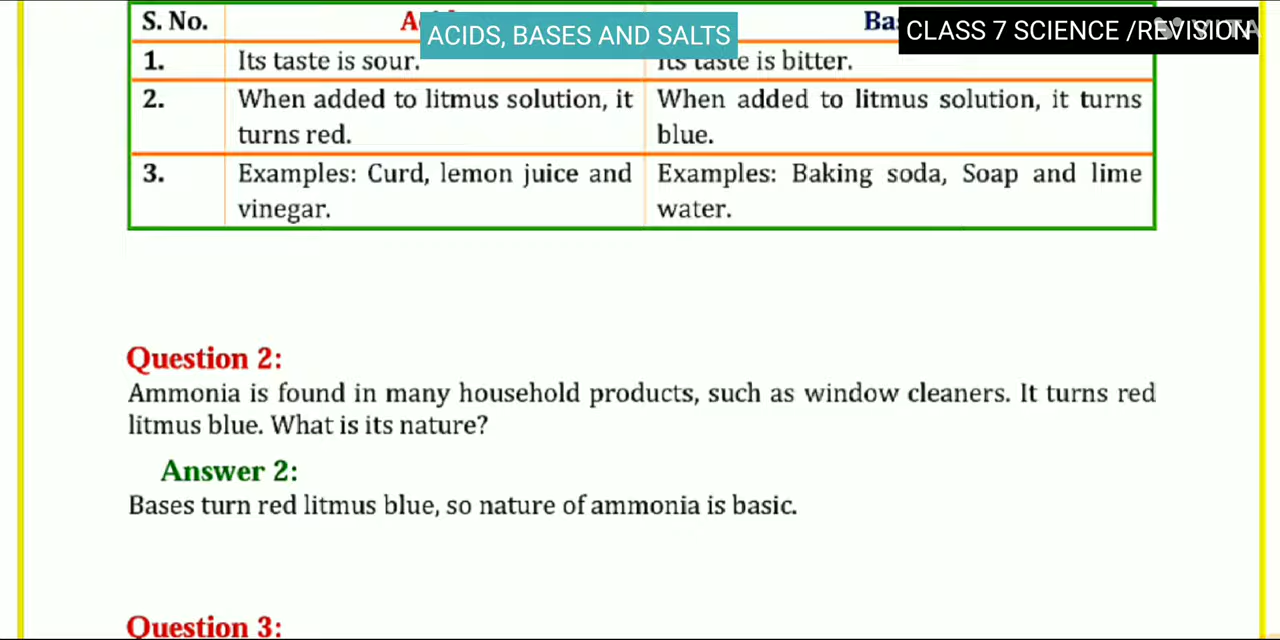 S. No.
ACIDS, BASES AND SALTS
CLASS 7 SCIENCE /REVISION
1. Its taste is sour. Its taste is bitter.
2. When added to litmus solution, it When added to litmus solution, it turns
turns red. blue.
3. Examples: Curd, lemon juice and Examples: Baking soda, Soap and lime
vinegar. water.
Question 2:
Ammonia is found in many household products, such as window cleaners. It turns red
litmus blue. What is its nature?
Answer 2:
Bases turn red litmus blue, so nature of ammonia is basic.
Question 3: